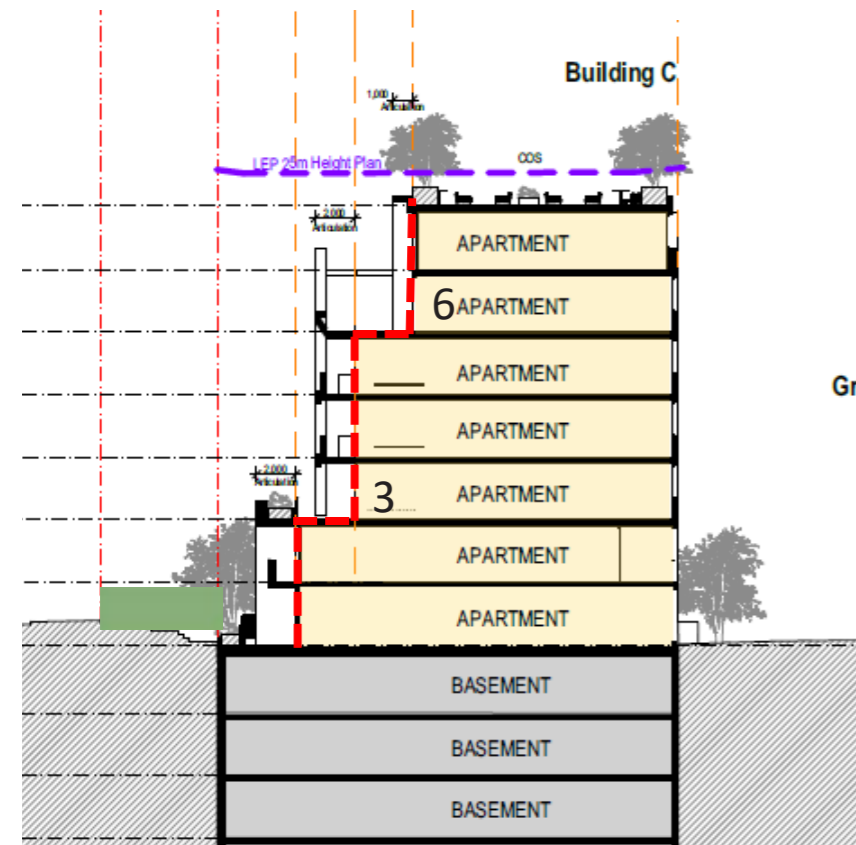 Building C
1,000
Articulation
LEP 25m Height Plan
COS
2,000
Articulation
APARTMENT
6 APARTMENT
APARTMENT
Gr
APARTMENT
2,000
Articulation
3 APARTMENT
APARTMENT
APARTMENT
BASEMENT
BASEMENT
BASEMENT